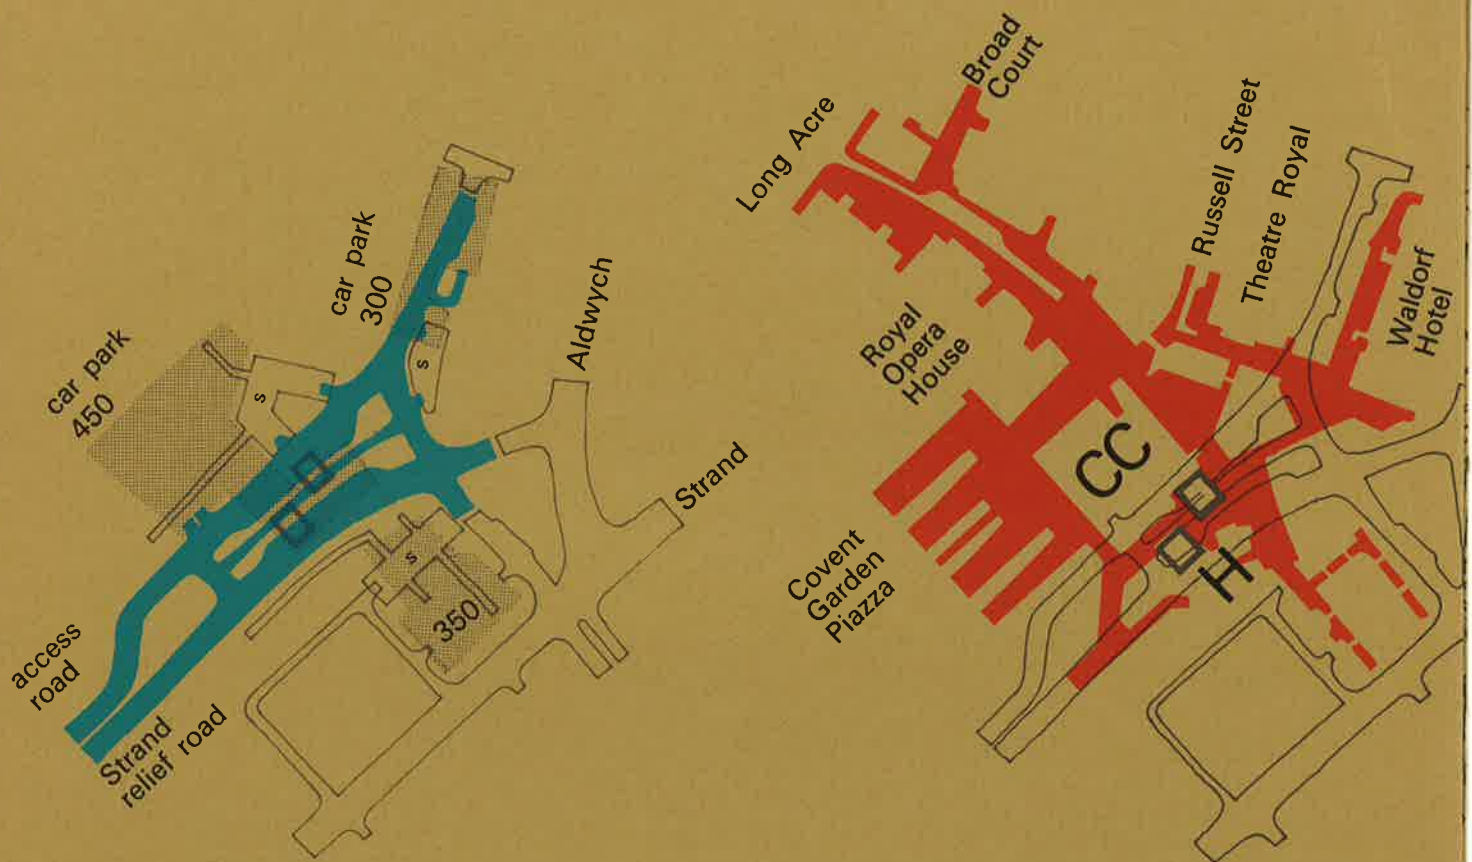 car park
300
car park
450
s
s
s
350
Aldwych
Strand
access
road
Strand
relief road
Long Acre
Broad
Court
Russell Street
Theatre Royal
Waldorf
Hotel
Royal
Opera
House
Covent
Garden
Piazza
CC
H